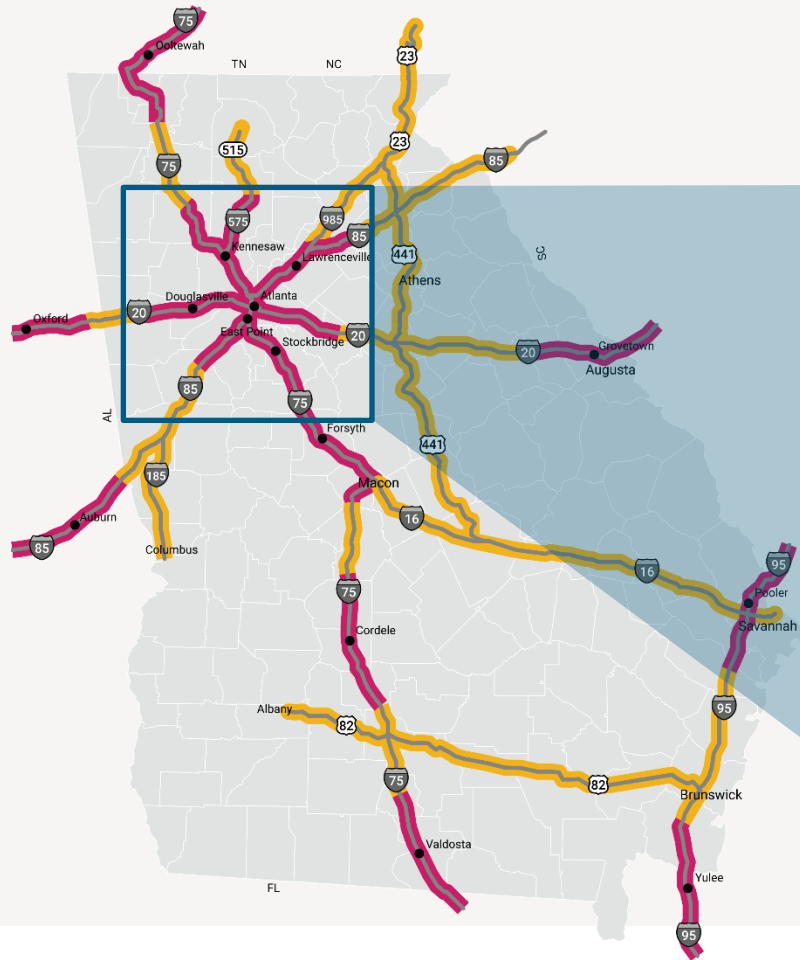 75
Ooltewah
23
TN
NC
23
515
85
75
985
575
85
Kennesaw
441
SC
Lawrenceville
Athens
Douglasville
Atlanta
20
Oxford
East Point
20
Stockbridge
20
Grovetown
Augusta
85
75
AL
Forsyth
441
185
Macon
16
Auburn
85
Columbus
95
16
75
Pooler
Savannah
Cordele
Albany
82
95
75
82
Brunswick
Valdosta
FL
Yulee
95